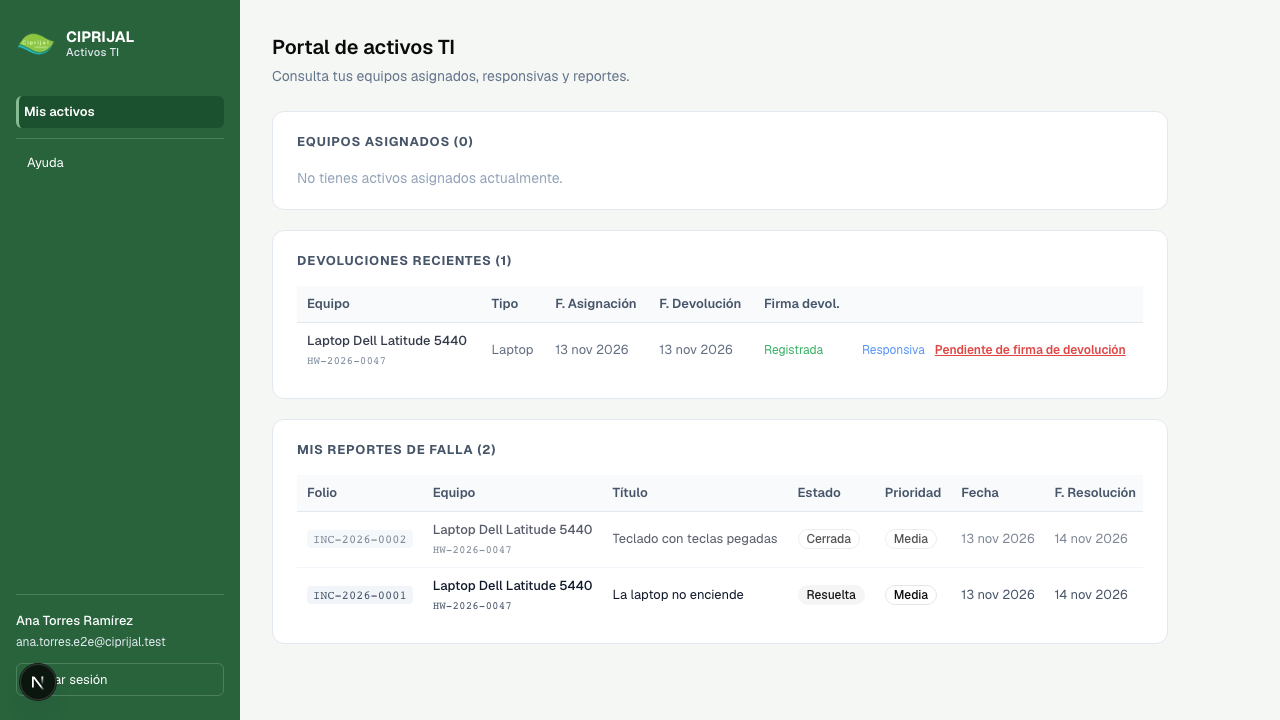 Ciprijal
CIPRIJAL
Activos TI
Mis activos
Ayuda
Ana Torres Ramírez
ana.torres.e2e@ciprijal.test
N
ar sesión
Portal de activos TI
Consulta tus equipos asignados, responsivas y reportes.
EQUIPOS ASIGNADOS (0)
No tienes activos asignados actualmente.
DEVOLUCIONES RECIENTES (1)
Equipo Tipo F. Asignación F. Devolución Firma devol.
Laptop Dell Latitude 5440
HW-2026-0047
Laptop 13 nov 2026 13 nov 2026 Registrada Responsiva Pendiente de firma de devolución
MIS REPORTES DE FALLA (2)
Folio Equipo Título Estado Prioridad Fecha F. Resolución
INC-2026-0002 Laptop Dell Latitude 5440 Teclado con teclas pegadas Cerrada Media 13 nov 2026 14 nov 2026
HW-2026-0047
INC-2026-0001 Laptop Dell Latitude 5440 La laptop no enciende Resuelta Media 13 nov 2026 14 nov 2026
HW-2026-0047